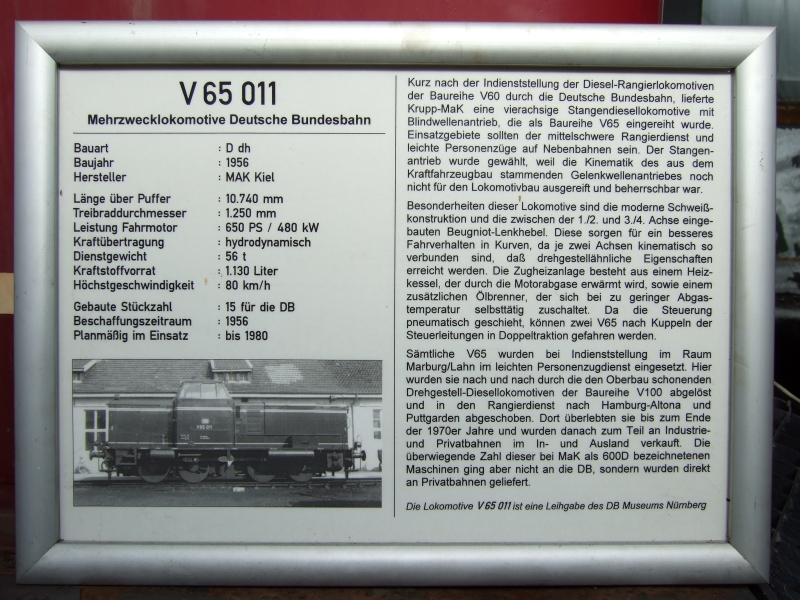 V 65 011
Mehrzwecklokomotive Deutsche Bundesbahn
Bauart : D dh
Baujahr : 1956
Hersteller : MAK Kiel
Länge über Puffer : 10.740 mm
Treibraddurchmesser : 1.250 mm
Leistung Fahrmotor : 650 PS / 480 kW
Kraftübertragung : hydrodynamisch
Dienstgewicht : 56 t
Kraftstoffvorrat : 1.130 Liter
Höchstgeschwindigkeit : 80 km/h
Gebaute Stückzahl : 15 für die DB
Beschaffungszeitraum : 1956
Planmäßig im Einsatz : bis 1980
V65 011
Kurz nach der Indienststellung der Diesel-Rangierlokomotiven
der Baureihe V60 durch die Deutsche Bundesbahn, lieferte
Krupp-MaK eine vierachsige Stangendiesellokomotive mit
Blindwellenantrieb, die als Baureihe V65 eingereiht wurde.
Einsatzgebiete sollten der mittelschwere Rangierdienst und
leichte Personenzüge auf Nebenbahnen sein. Der Stangen-
antrieb wurde gewählt, weil die Kinematik des aus dem
Kraftfahrzeugbau stammenden Gelenkwellenantriebes noch
nicht für den Lokomotivbau ausgereift und beherrschbar war.
Besonderheiten dieser Lokomotive sind die moderne Schweiß-
konstruktion und die zwischen der 1./2. und 3./4. Achse einge-
bauten Beugniot-Lenkhebel. Diese sorgen für ein besseres
Fahrverhalten in Kurven, da je zwei Achsen kinematisch so
verbunden sind, daß drehgestellähnliche Eigenschaften
erreicht werden. Die Zugheizanlage besteht aus einem Heiz-
kessel, der durch die Motorabgase erwärmt wird, sowie einem
zusätzlichen Ölbrenner, der sich bei zu geringer Abgas-
temperatur selbsttätig zuschaltet. Da die Steuerung
pneumatisch geschieht, können zwei V65 nach Kuppeln der
Steuerleitungen in Doppeltraktion gefahren werden.
Sämtliche V65 wurden bei Indienststellung im Raum
Marburg/Lahn im leichten Personenzugdienst eingesetzt. Hier
wurden sie nach und nach durch die den Oberbau schonenden
Drehgestell-Diesellokomotiven der Baureihe V100 abgelöst
und in den Rangierdienst nach Hamburg-Altona und
Puttgarden abgeschoben. Dort überlebten sie bis zum Ende
der 1970er Jahre und wurden danach zum Teil an Industrie-
und Privatbahnen im In- und Ausland verkauft. Die
überwiegende Zahl dieser bei MaK als 600D bezeichneten
Maschinen ging aber nicht an die DB, sondern wurden direkt
an Privatbahnen geliefert.
Die Lokomotive V 65 011 ist eine Leihgabe des DB Museums Nürnberg